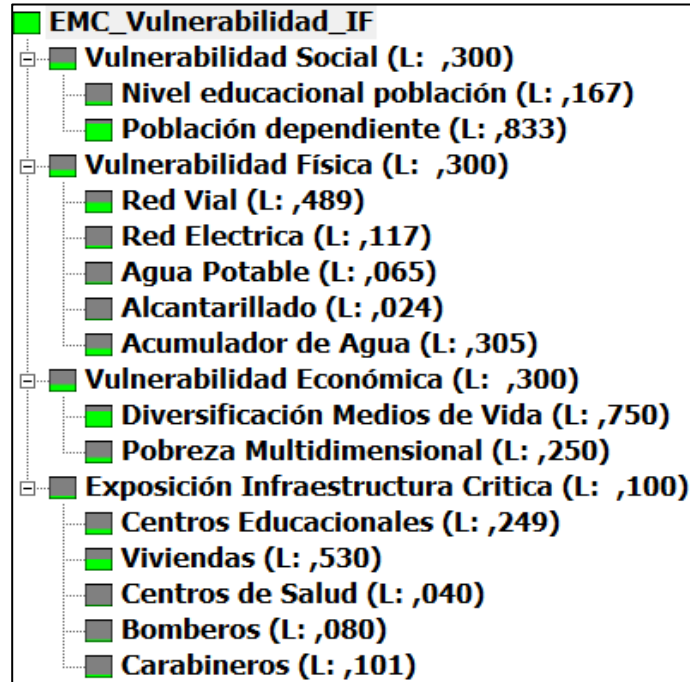 EMC_Vulnerabilidad_IF
Vulnerabilidad Social (L: ,300)
Nivel educacional población (L: ,167)
Población dependiente (L: ,833)
Vulnerabilidad Física (L: ,300)
Red Vial (L: ,489)
Red Electrica (L: ,117)
Agua Potable (L: ,065)
Alcantarillado (L: ,024)
Acumulador de Agua (L: ,305)
Vulnerabilidad Económica (L: ,300)
Diversificación Medios de Vida (L: ,750)
Pobreza Multidimensional (L: ,250)
Exposición Infraestructura Critica (L: ,100)
Centros Educacionales (L: ,249)
Viviendas (L: ,530)
Centros de Salud (L: ,040)
Bomberos (L: ,080)
Carabineros (L: ,101)